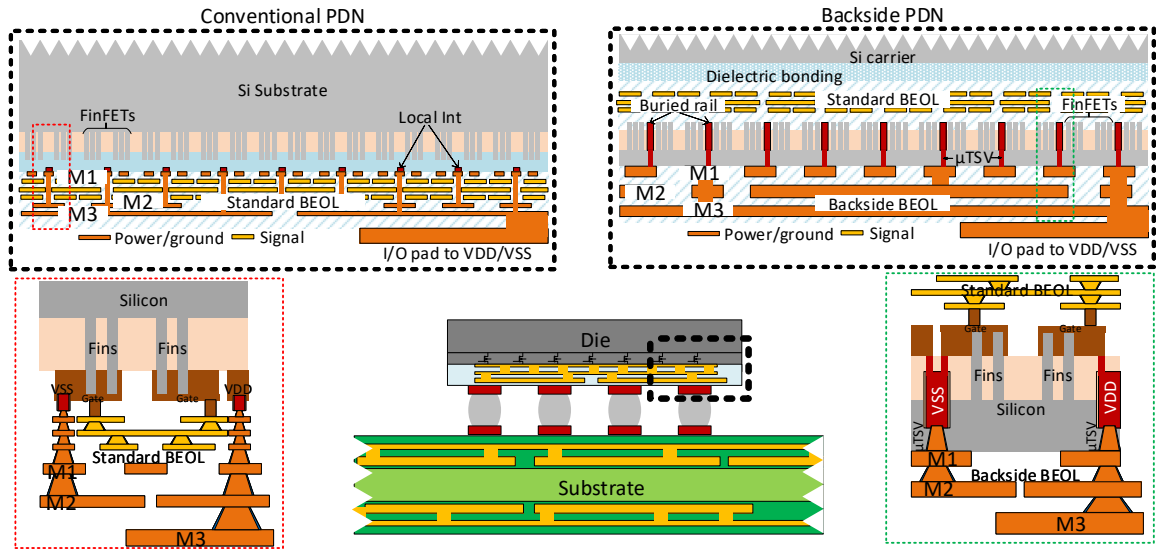 Conventional PDN
Si Substrate
FinFETs
Local Int
M1
M2
Standard BEOL
M3
Power/ground
Signal
I/O pad to VDD/VSS
Backside PDN
Si carrier
Dielectric bonding
Standard BEOL
Buried rail
FinFETs
µTSV
M1
M2
Backside BEOL
M3
Power/ground
Signal
I/O pad to VDD/VSS
Silicon
Fins
Fins
VSS
VDD
Gate
Gate
Standard BEOL
M1
M2
M3
Die
Substrate
Standard BEOL
Gate
Gate
Fins
Fins
VSS
VDD
Silicon
µTSV
µTSV
M1
Backside BEOL
M2
M3